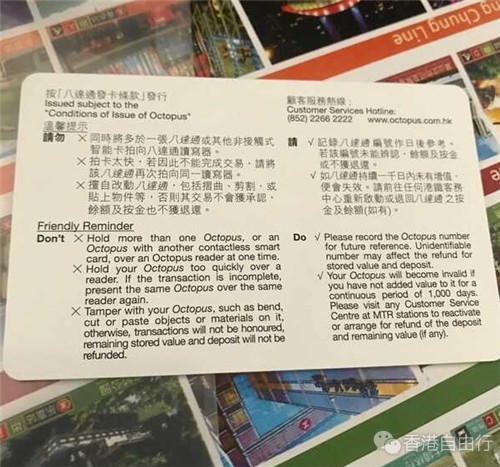 ng Chung Line
按「八達通發卡條款」發行
Issued subject to the
"Conditions of Issue of Octopus"
顧客服務熱線：
Customer Services Hotline:
(852) 2266 2222 www.octopus.com.hk
溫馨提示
請勿 × 同時將多於一張八達通或其他非接觸式
智能卡拍向八達通讀寫器。
× 拍卡太快，若因此不能完成交易，請將
該八達通再次拍向同一讀寫器。
× 擅自改動八達通，包括摺曲、剪割，或
貼上物件等，否則其交易不會獲承認，
餘額及按金也不獲退還。
請 √ 記錄八達通編號作日後參考。
若該編號未能辨認，餘額及按金
或不獲退還。
√ 如八達通持續一千日內未有增值，
便會失效。請前往任何港鐵客務
中心重新啟動或退回八達通之按
金及餘額(如有)。
Friendly Reminder
Don't × Hold more than one Octopus, or an
Octopus with another contactless smart
card, over an Octopus reader at one time.
× Hold your Octopus too quickly over a
reader. If the transaction is incomplete,
present the same Octopus over the same
reader again.
× Tamper with your Octopus, such as bend,
cut or paste objects or materials on it,
otherwise, transactions will not be honoured,
remaining stored value and deposit will not be
refunded.
Do √ Please record the Octopus number
for future reference. Unidentifiable
number may affect the refund for
stored value and deposit.
√ Your Octopus will become invalid if
you have not added value to it for a
continuous period of 1,000 days.
Please visit any Customer Service
Centre at MTR stations to reactivate
or arrange for refund of the deposit
and remaining value (if any).
香港自由行